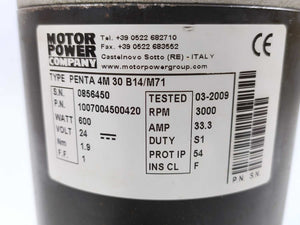 MOTOR
POWER
COMPANY
Tel. +39 0522 682710
Fax. +39 0522 683552
Castelnovo Sotto (RE) - ITALY
www.motorpowergroup.com
CE
TYPE PENTA 4M 30 B14/M71
S.N. 0856450
P.N. 1007004500420
WATT 600
VOLT 24
Nm 1.9
F.F. 1
TESTED 03-2009
RPM 3000
AMP 33.3
DUTY S1
PROT IP 54
INS CL F
P.N. S.N.